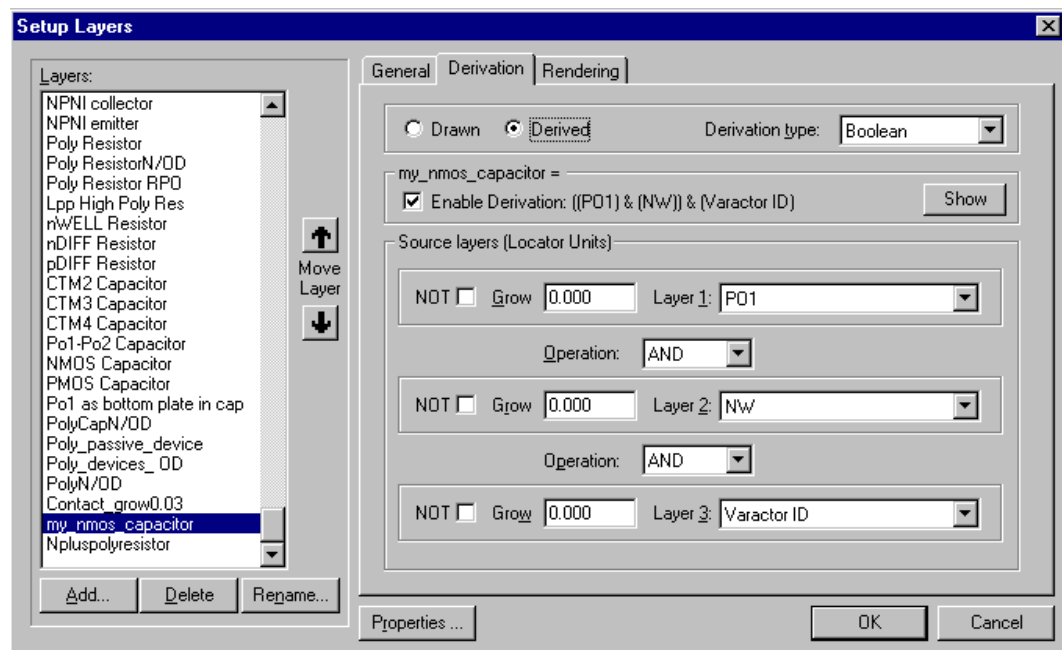 Setup Layers
Layers:
NPNI collector
NPNI emitter
Poly Resistor
Poly ResistorN/OD
Poly Resistor RPO
Lpp High Poly Res
nWELL Resistor
nDIFF Resistor
pDIFF Resistor
CTM2 Capacitor
CTM3 Capacitor
CTM4 Capacitor
Po1-Po2 Capacitor
NMOS Capacitor
PMOS Capacitor
Po1 as bottom plate in cap
PolyCapN/OD
Poly_passive_device
Poly_devices_ OD
PolyN/OD
Contact_grow0.03
my_nmos_capacitor
Npluspolyresistor
Add... Delete Rename...
Move
Layer
General Derivation Rendering
Drawn Derived Derivation type: Boolean
my_nmos_capacitor =
Enable Derivation: ((PO1) & (NW)) & (Varactor ID) Show
Source layers (Locator Units)
NOT Grow 0.000 Layer 1: PO1
Operation: AND
NOT Grow 0.000 Layer 2: NW
Operation: AND
NOT Grow 0.000 Layer 3: Varactor ID
Properties ... OK Cancel